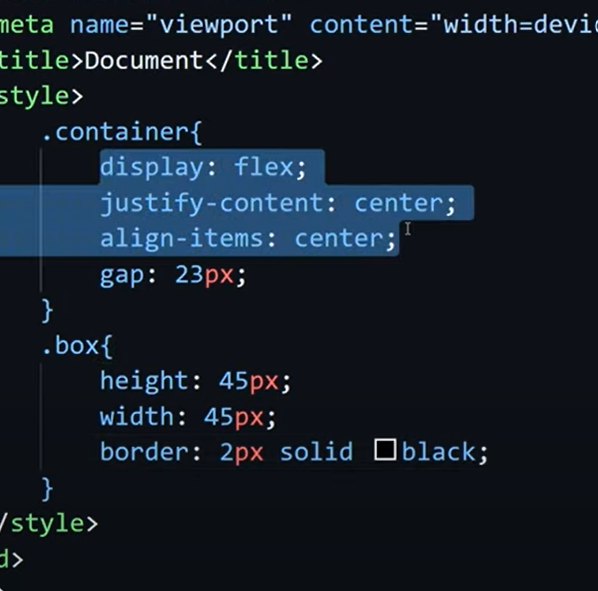 meta name="viewport" content="width=devic
title>Document</title>
style>
.container{
display: flex;
justify-content: center;
align-items: center;
gap: 23px;
}
.box{
height: 45px;
width: 45px;
border: 2px solid black;
}
/style>
d>